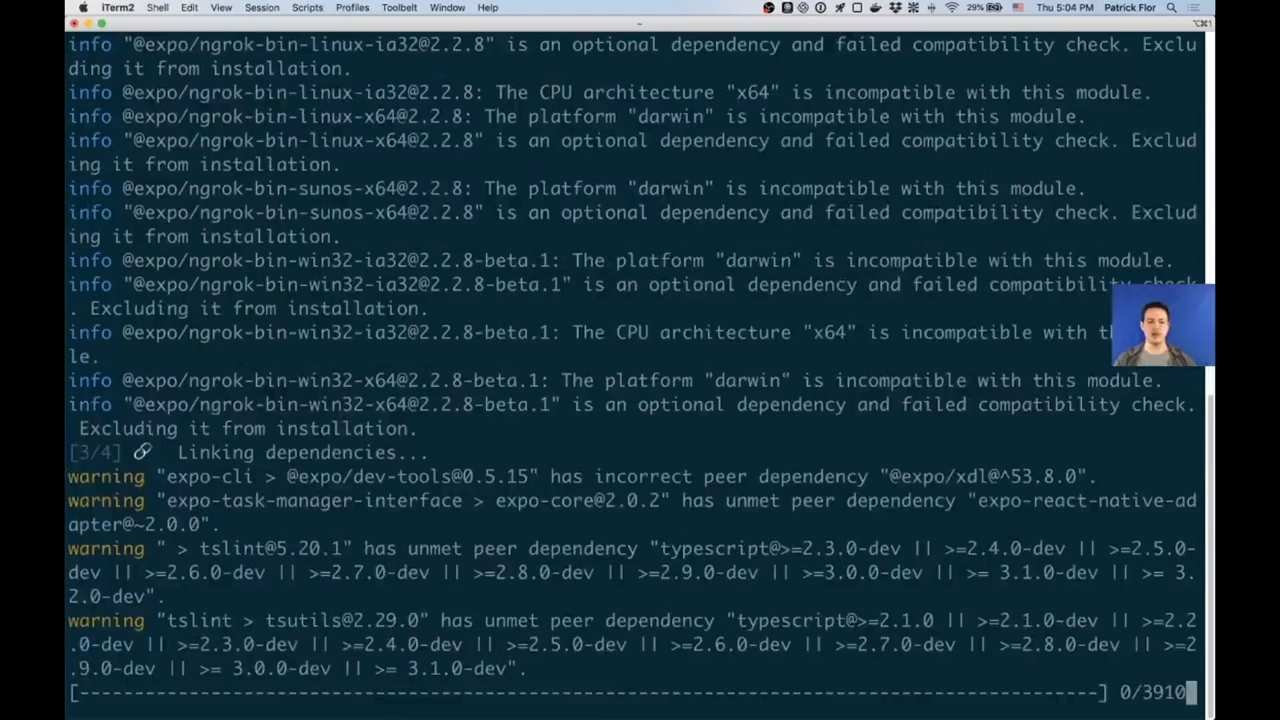 iTerm2 Shell Edit View Session Scripts Profiles Toolbelt Window Help 29% Thu 5:04 PM Patrick Flor
~ ⌥⌘1
info "@expo/ngrok-bin-linux-ia32@2.2.8" is an optional dependency and failed compatibility check. Exclu
ding it from installation.
info @expo/ngrok-bin-linux-ia32@2.2.8: The CPU architecture "x64" is incompatible with this module.
info @expo/ngrok-bin-linux-x64@2.2.8: The platform "darwin" is incompatible with this module.
info "@expo/ngrok-bin-linux-x64@2.2.8" is an optional dependency and failed compatibility check. Exclud
ing it from installation.
info @expo/ngrok-bin-sunos-x64@2.2.8: The platform "darwin" is incompatible with this module.
info "@expo/ngrok-bin-sunos-x64@2.2.8" is an optional dependency and failed compatibility check. Exclud
ing it from installation.
info @expo/ngrok-bin-win32-ia32@2.2.8-beta.1: The platform "darwin" is incompatible with this module.
info "@expo/ngrok-bin-win32-ia32@2.2.8-beta.1" is an optional dependency and failed compatibility check
. Excluding it from installation.
info @expo/ngrok-bin-win32-ia32@2.2.8-beta.1: The CPU architecture "x64" is incompatible with
le.
info @expo/ngrok-bin-win32-x64@2.2.8-beta.1: The platform "darwin" is incompatible with this module.
info "@expo/ngrok-bin-win32-x64@2.2.8-beta.1" is an optional dependency and failed compatibility check.
Excluding it from installation.
[3/4] 🔗 Linking dependencies...
warning "expo-cli > @expo/dev-tools@0.5.15" has incorrect peer dependency "@expo/xdl@^53.8.0".
warning "expo-task-manager-interface > expo-core@2.0.2" has unmet peer dependency "expo-react-native-ad
apter@~2.0.0".
warning " > tslint@5.20.1" has unmet peer dependency "typescript@>=2.3.0-dev || >=2.4.0-dev || >=2.5.0-
dev || >=2.6.0-dev || >=2.7.0-dev || >=2.8.0-dev || >=2.9.0-dev || >=3.0.0-dev || >= 3.1.0-dev || >= 3.
2.0-dev".
warning "tslint > tsutils@2.29.0" has unmet peer dependency "typescript@>=2.1.0 || >=2.1.0-dev || >=2.2
.0-dev || >=2.3.0-dev || >=2.4.0-dev || >=2.5.0-dev || >=2.6.0-dev || >=2.7.0-dev || >=2.8.0-dev || >=2
.9.0-dev || >= 3.0.0-dev || >= 3.1.0-dev".
[--------------------------------------------------------------------------------------------] 0/3910